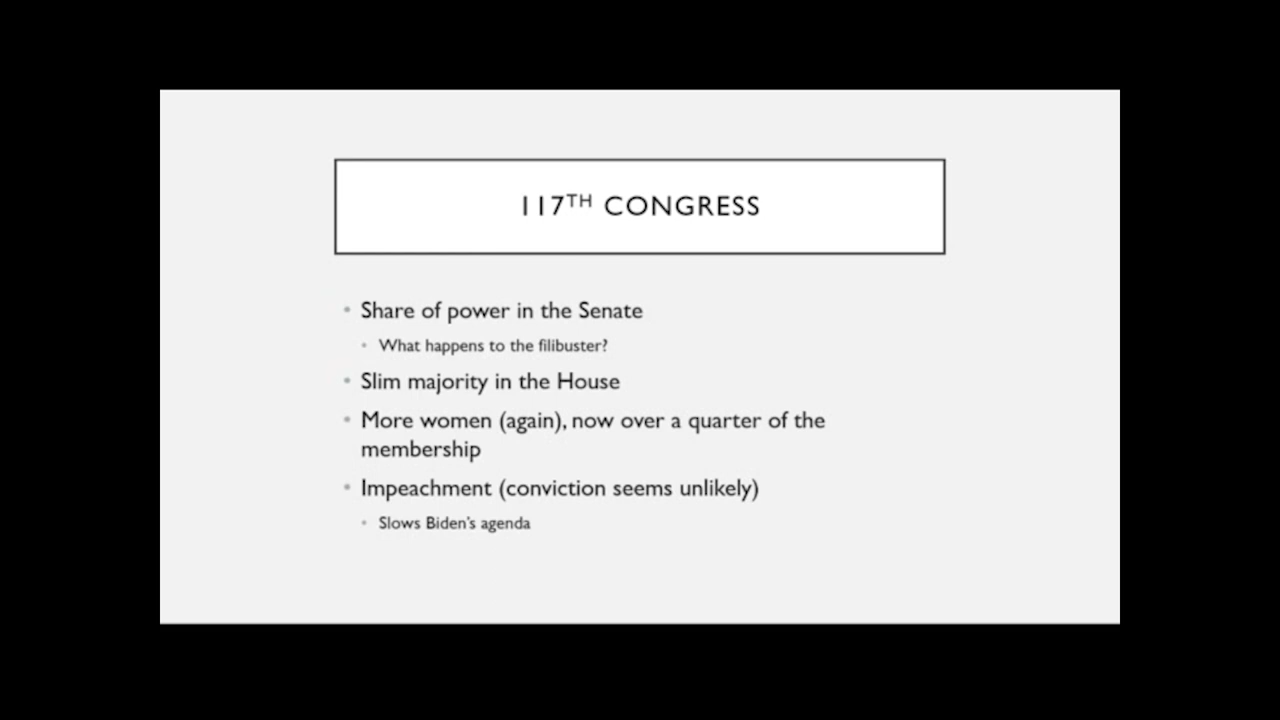 117TH CONGRESS
• Share of power in the Senate
• What happens to the filibuster?
• Slim majority in the House
• More women (again), now over a quarter of the
membership
• Impeachment (conviction seems unlikely)
• Slows Biden's agenda